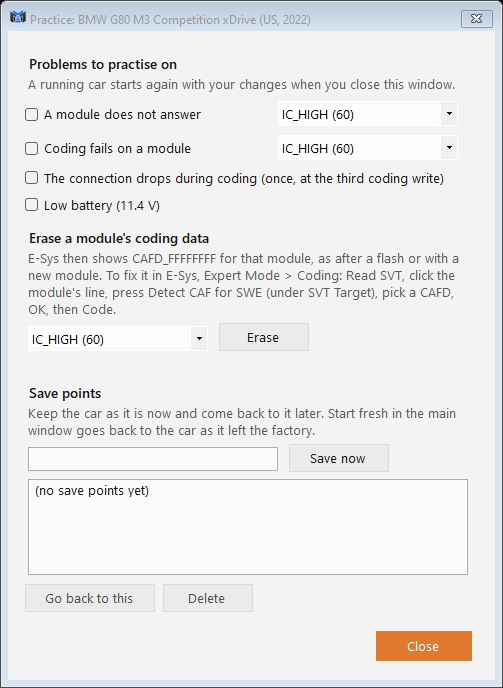 Practice: BMW G80 M3 Competition xDrive (US, 2022)
Problems to practise on
A running car starts again with your changes when you close this window.
A module does not answer
IC_HIGH (60)
Coding fails on a module
IC_HIGH (60)
The connection drops during coding (once, at the third coding write)
Low battery (11.4 V)
Erase a module's coding data
E-Sys then shows CAFD_FFFFFFFF for that module, as after a flash or with a
new module. To fix it in E-Sys, Expert Mode > Coding: Read SVT, click the
module's line, press Detect CAF for SWE (under SVT Target), pick a CAFD,
OK, then Code.
IC_HIGH (60)
Erase
Save points
Keep the car as it is now and come back to it later. Start fresh in the main
window goes back to the car as it left the factory.
Save now
(no save points yet)
Go back to this
Delete
Close